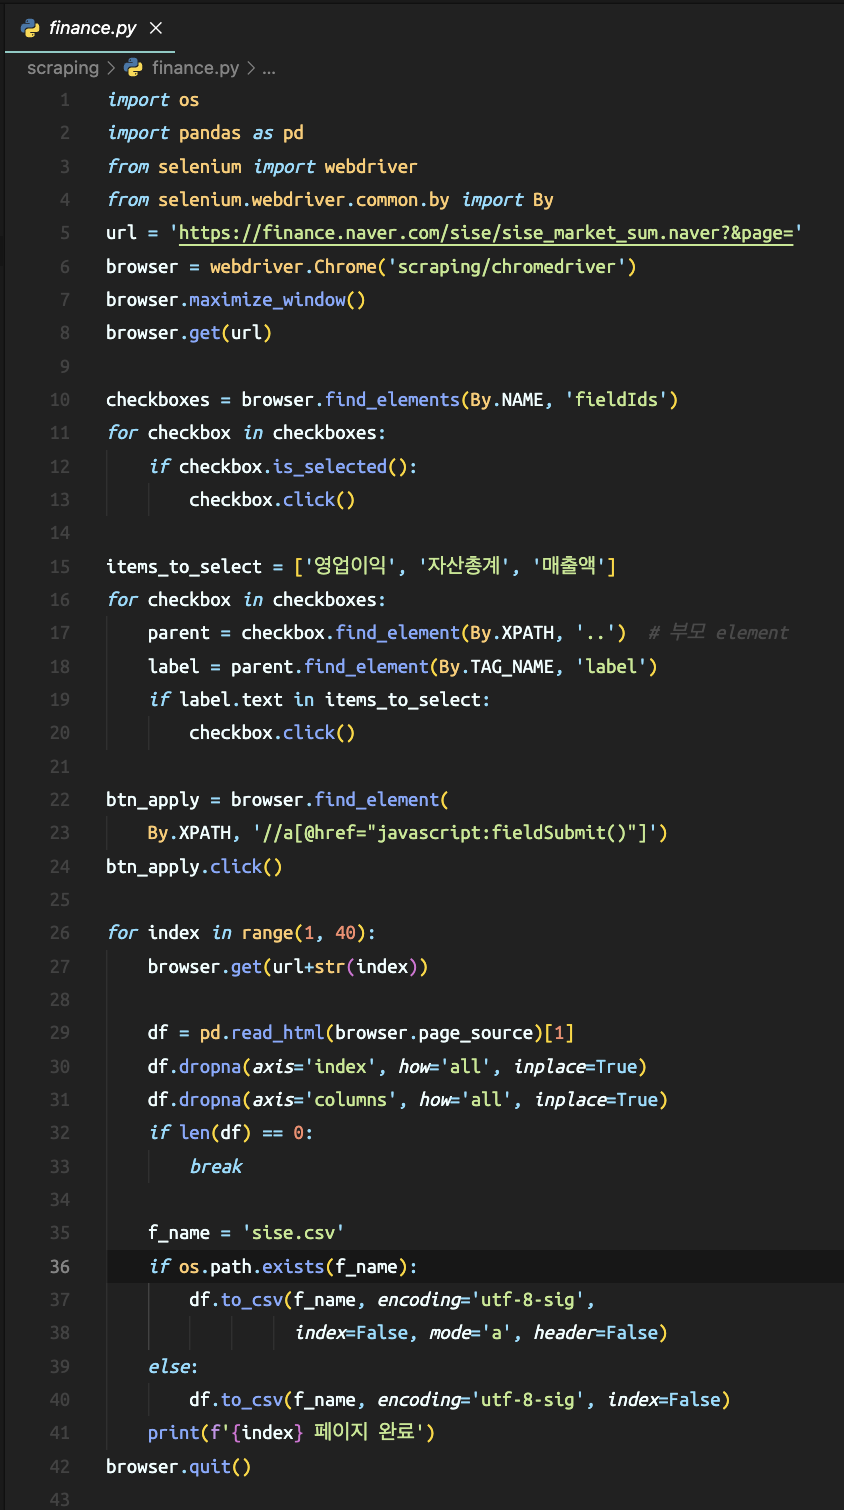 finance.py ×
scraping > finance.py > ...
1 import os
2 import pandas as pd
3 from selenium import webdriver
4 from selenium.webdriver.common.by import By
5 url = 'https://finance.naver.com/sise/sise_market_sum.naver?&page='
6 browser = webdriver.Chrome('scraping/chromedriver')
7 browser.maximize_window()
8 browser.get(url)
9
10 checkboxes = browser.find_elements(By.NAME, 'fieldIds')
11 for checkbox in checkboxes:
12     if checkbox.is_selected():
13         checkbox.click()
14
15 items_to_select = ['영업이익', '자산총계', '매출액']
16 for checkbox in checkboxes:
17     parent = checkbox.find_element(By.XPATH, '..')  # 부모 element
18     label = parent.find_element(By.TAG_NAME, 'label')
19     if label.text in items_to_select:
20         checkbox.click()
21
22 btn_apply = browser.find_element(
23     By.XPATH, '//a[@href="javascript:fieldSubmit()"]')
24 btn_apply.click()
25
26 for index in range(1, 40):
27     browser.get(url+str(index))
28
29     df = pd.read_html(browser.page_source)[1]
30     df.dropna(axis='index', how='all', inplace=True)
31     df.dropna(axis='columns', how='all', inplace=True)
32     if len(df) == 0:
33         break
34
35     f_name = 'sise.csv'
36     if os.path.exists(f_name):
37         df.to_csv(f_name, encoding='utf-8-sig',
38                   index=False, mode='a', header=False)
39     else:
40         df.to_csv(f_name, encoding='utf-8-sig', index=False)
41     print(f'{index} 페이지 완료')
42 browser.quit()
43